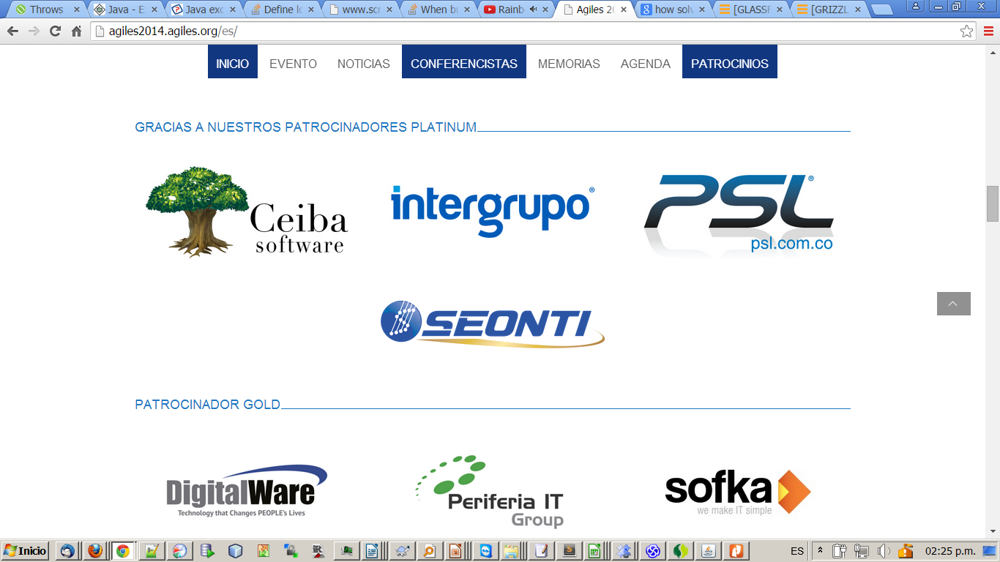 Throws
Java - E
Java exc
Define lo
www.scr
When bu
Rainb
Agiles 20
how solv
[GLASSF
[GRIZZL
agiles2014.agiles.org/es/
INICIO EVENTO NOTICIAS CONFERENCISTAS MEMORIAS AGENDA PATROCINIOS
GRACIAS A NUESTROS PATROCINADORES PLATINUM
Ceiba
software
intergrupo®
PSL®
psl.com.co
SEONTI
PATROCINADOR GOLD
DigitalWare
Technology that Changes PEOPLE's Lives
Periferia IT
Group
sofka
we make IT simple
Inicio
ES
02:25 p.m.